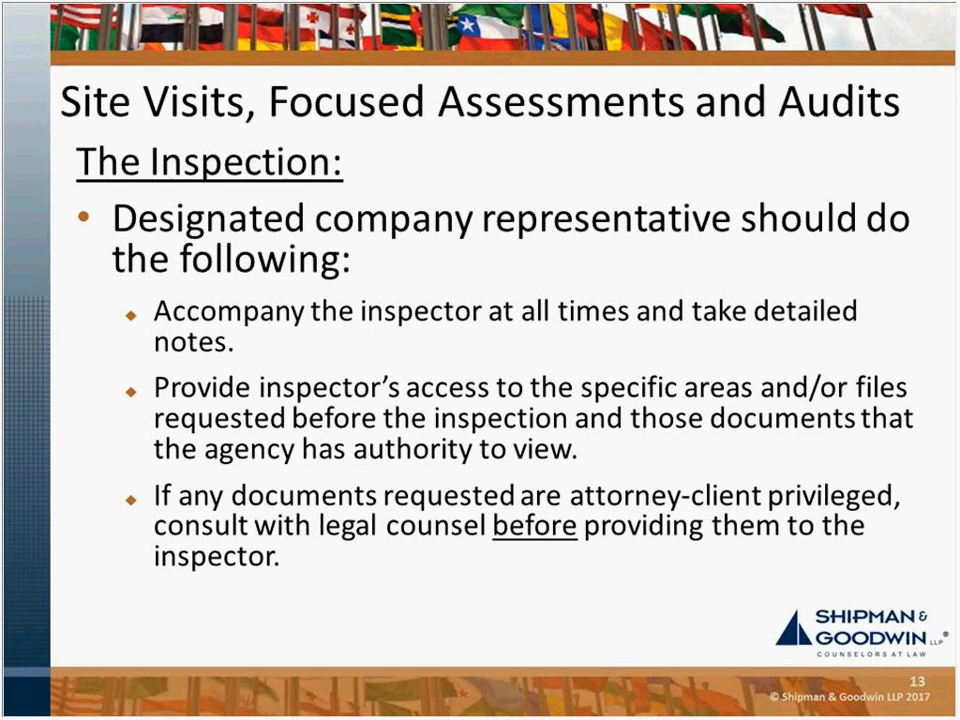 Site Visits, Focused Assessments and Audits
The Inspection:
• Designated company representative should do
the following:
◆ Accompany the inspector at all times and take detailed
notes.
◆ Provide inspector’s access to the specific areas and/or files
requested before the inspection and those documents that
the agency has authority to view.
◆ If any documents requested are attorney-client privileged,
consult with legal counsel before providing them to the
inspector.
SHIPMAN &
GOODWIN LLP®
COUNSELORS AT LAW
13
© Shipman & Goodwin LLP 2017